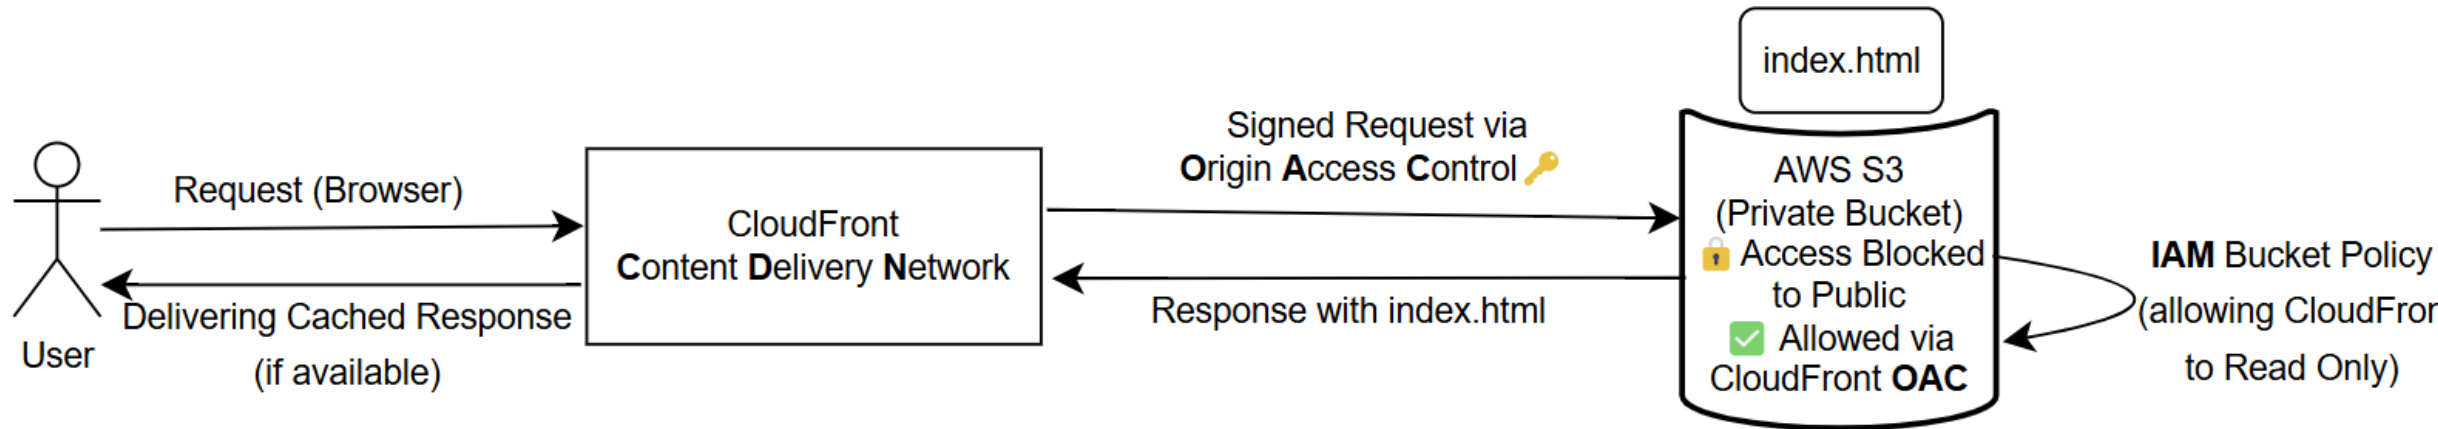 Request (Browser)
Delivering Cached Response
(if available)
User
CloudFront
Content Delivery Network
Signed Request via
Origin Access Control
Response with index.html
index.html
AWS S3
(Private Bucket)
Access Blocked
to Public
Allowed via
CloudFront OAC
IAM Bucket Policy
(allowing CloudFron
to Read Only)